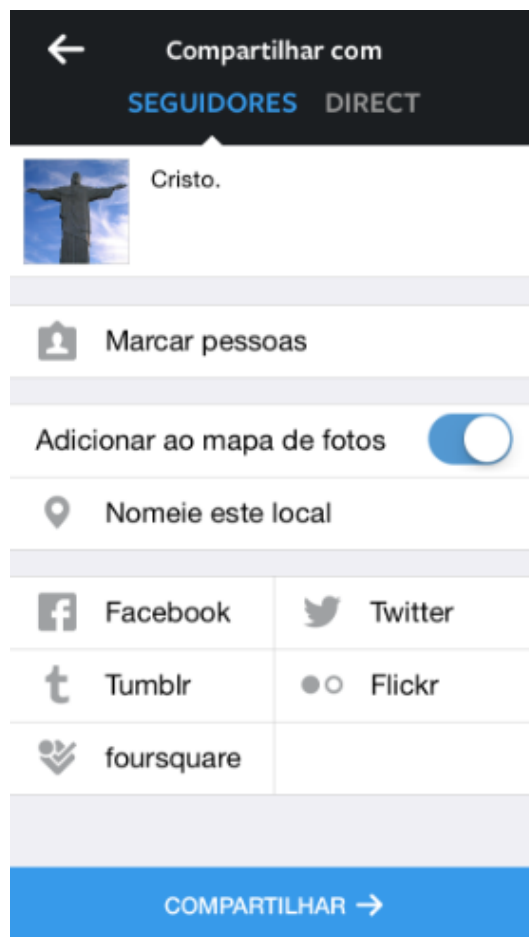 Compartilhar com
SEGUIDORES DIRECT
Cristo.
Marcar pessoas
Adicionar ao mapa de fotos
Nomeie este local
Facebook Twitter
Tumblr Flickr
foursquare
COMPARTILHAR →